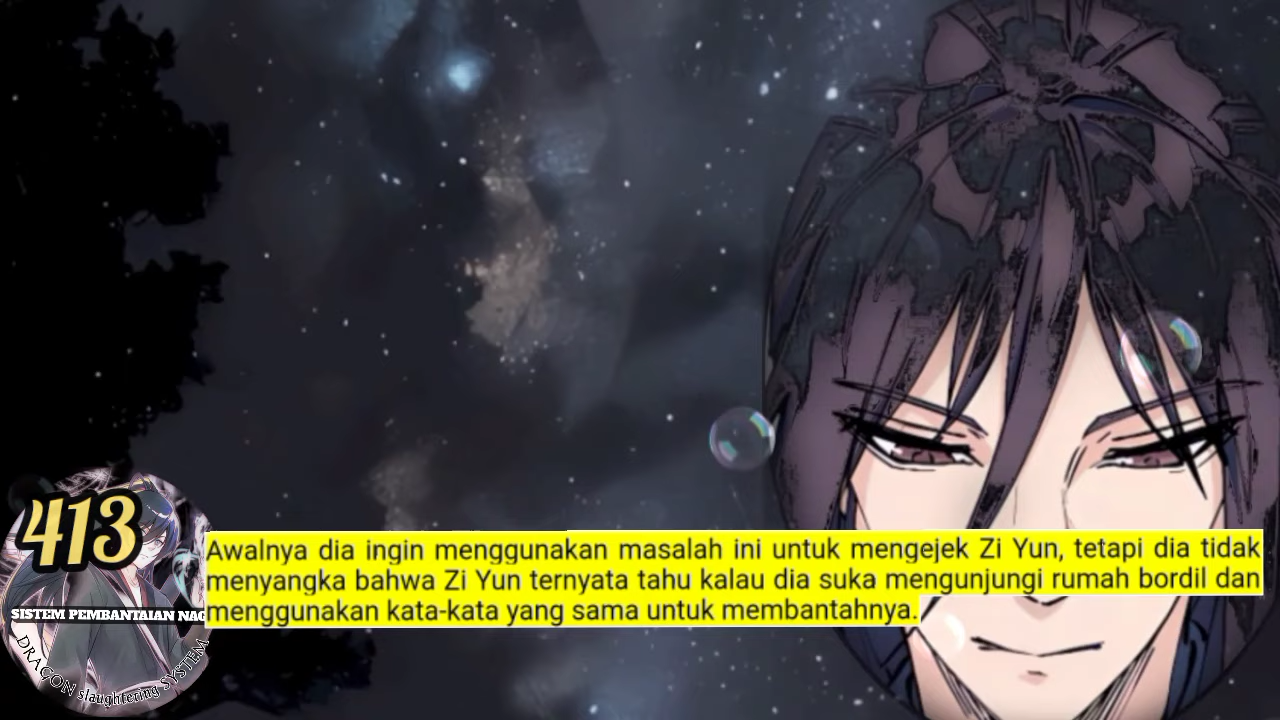 413
SISTEM PEMBANTAIAN NAG
DRAGON slaughtering SYSTEM
Awalnya dia ingin menggunakan masalah ini untuk mengejek Zi Yun, tetapi dia tidak
menyangka bahwa Zi Yun ternyata tahu kalau dia suka mengunjungi rumah bordil dan
menggunakan kata-kata yang sama untuk membantahnya.